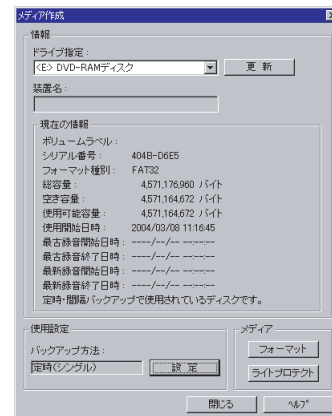 メディア作成
情報
ドライブ指定：
<E> DVD-RAMディスク
更 新
装置名：
現在の情報
ボリュームラベル：
シリアル番号： 404B-D6E5
フォーマット種別： FAT32
総容量： 4,571,176,960 バイト
空き容量： 4,571,164,672 バイト
使用可能容量： 4,571,164,672 バイト
使用開始日時： 2004/03/08 11:16:45
最古録音開始日時： ----/--/-- --:--:--
最古録音終了日時： ----/--/-- --:--:--
最新録音開始日時： ----/--/-- --:--:--
最新録音終了日時： ----/--/-- --:--:--
定時・間隔バックアップで使用されているディスクです。
使用設定
バックアップ方法：
定時(シングル)
設 定
メディア
フォーマット
ライトプロテクト
閉じる
ヘルプ